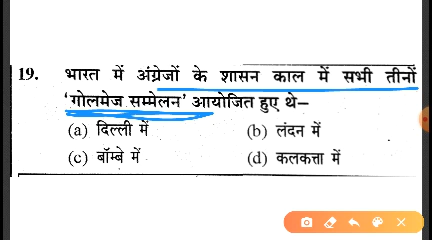 19. भारत में अंग्रेजों के शासन काल में सभी तीनों
'गोलमेज सम्मेलन' आयोजित हुए थे–
(a) दिल्ली में (b) लंदन में
(c) बॉम्बे में (d) कलकत्ता में